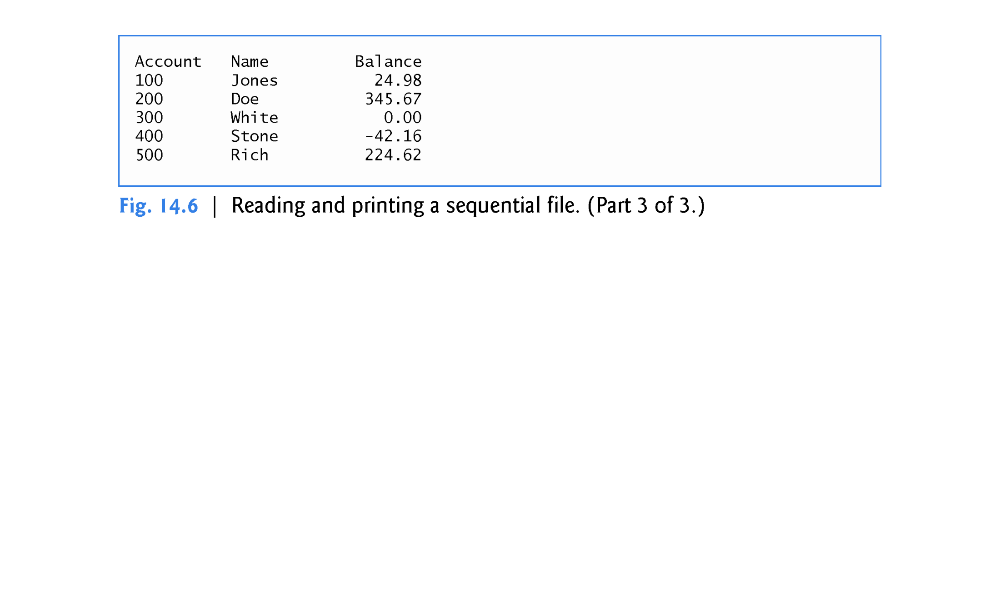 Account   Name         Balance
100       Jones          24.98
200       Doe           345.67
300       White           0.00
400       Stone         -42.16
500       Rich          224.62
Fig. 14.6 | Reading and printing a sequential file. (Part 3 of 3.)